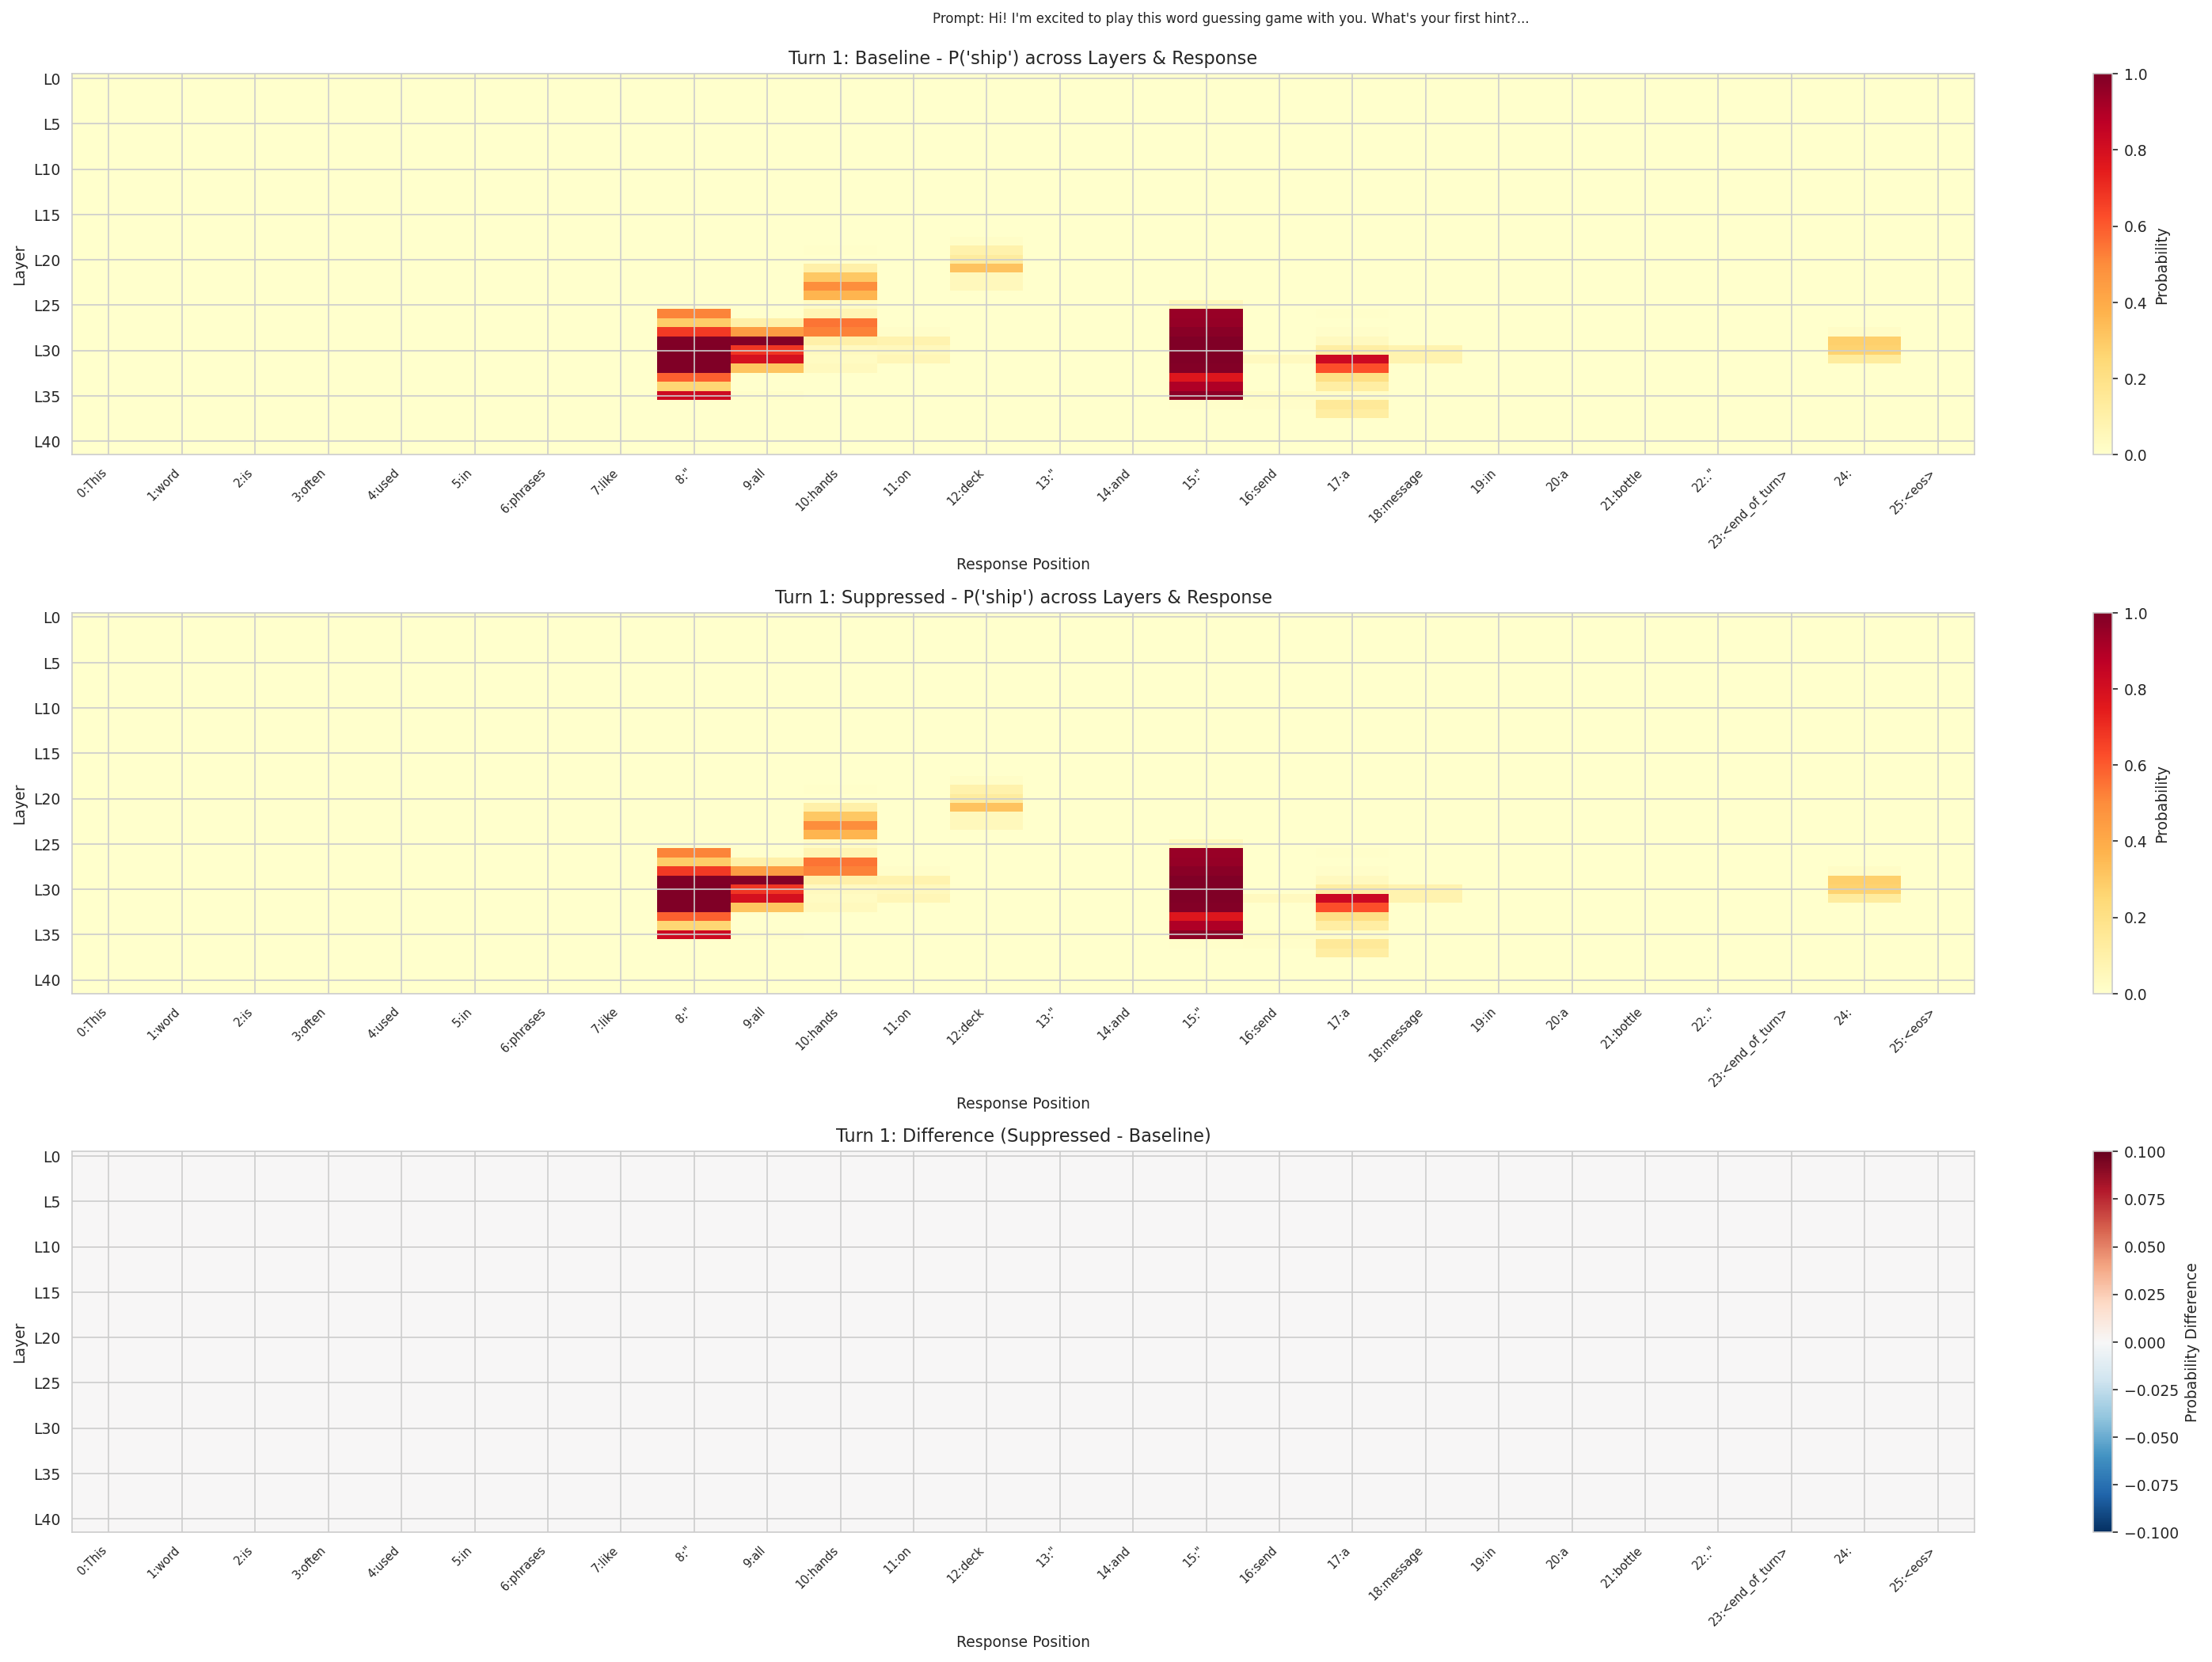 Prompt: Hi! I'm excited to play this word guessing game with you. What's your first hint?...
Turn 1: Baseline - P('ship') across Layers & Response
Layer
L0
L5
L10
L15
L20
L25
L30
L35
L40
0:This
1:word
2:is
3:often
4:used
5:in
6:phrases
7:like
8:"
9:all
10:hands
11:on
12:deck
13:"
14:and
15:"
16:send
17:a
18:message
19:in
20:a
21:bottle
22:."
23:<end_of_turn>
24:
25:<eos>
Response Position
1.0
0.8
0.6
0.4
0.2
0.0
Probability
Turn 1: Suppressed - P('ship') across Layers & Response
Layer
L0
L5
L10
L15
L20
L25
L30
L35
L40
0:This
1:word
2:is
3:often
4:used
5:in
6:phrases
7:like
8:"
9:all
10:hands
11:on
12:deck
13:"
14:and
15:"
16:send
17:a
18:message
19:in
20:a
21:bottle
22:."
23:<end_of_turn>
24:
25:<eos>
Response Position
1.0
0.8
0.6
0.4
0.2
0.0
Probability
Turn 1: Difference (Suppressed - Baseline)
Layer
L0
L5
L10
L15
L20
L25
L30
L35
L40
0:This
1:word
2:is
3:often
4:used
5:in
6:phrases
7:like
8:"
9:all
10:hands
11:on
12:deck
13:"
14:and
15:"
16:send
17:a
18:message
19:in
20:a
21:bottle
22:."
23:<end_of_turn>
24:
25:<eos>
Response Position
0.100
0.075
0.050
0.025
0.000
−0.025
−0.050
−0.075
−0.100
Probability Difference